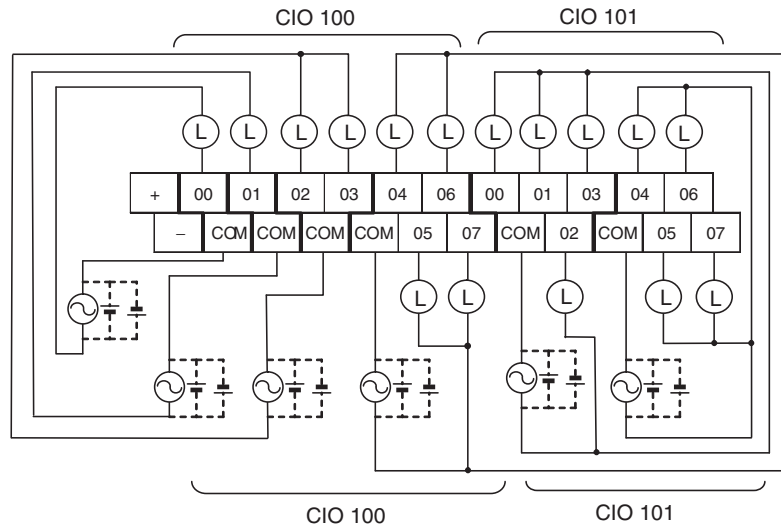 CIO 100 CIO 101
L L L L L L L L L L L
+ 00 01 02 03 04 06 00 01 03 04 06
− COM COM COM COM 05 07 COM 02 COM 05 07
L L L L L
CIO 100 CIO 101